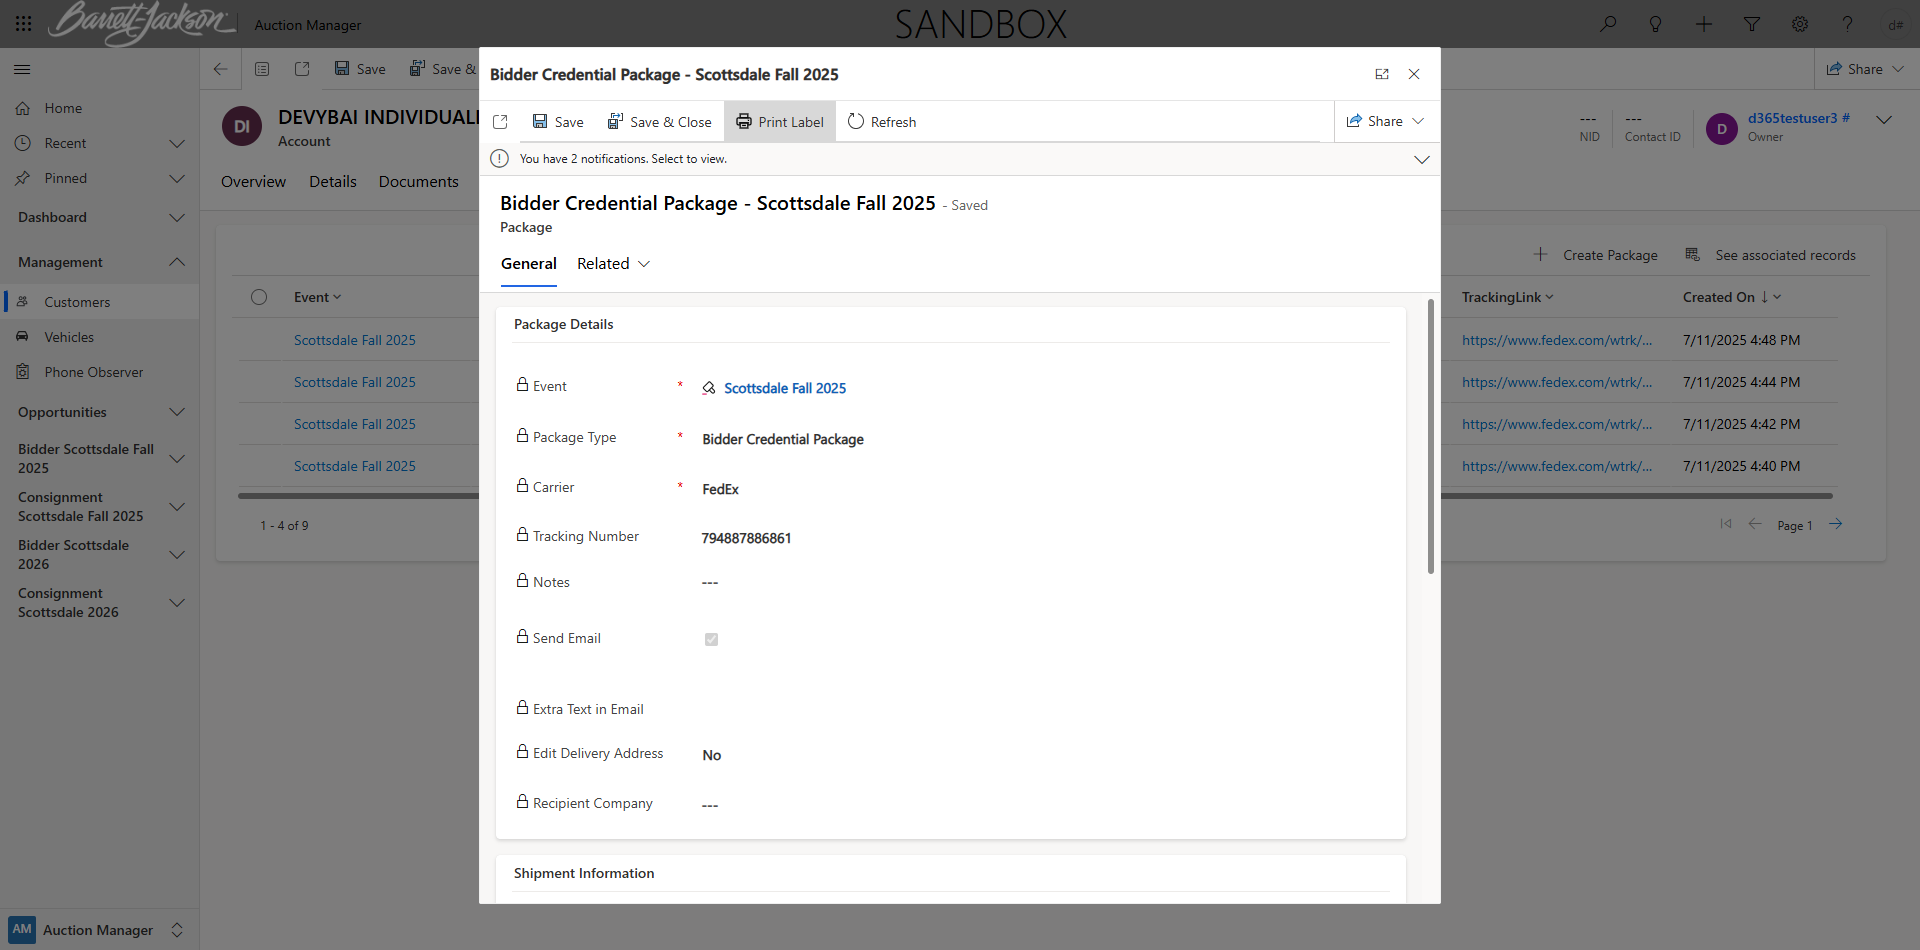 Barrett-Jackson
Auction Manager
SANDBOX
d#
Home
Recent
Pinned
Dashboard
Management
Customers
Vehicles
Phone Observer
Opportunities
Bidder Scottsdale Fall
2025
Consignment
Scottsdale Fall 2025
Bidder Scottsdale
2026
Consignment
Scottsdale 2026
AM
Auction Manager
Save
Save &
Share
DI
DEVYBAI INDIVIDUAL
Account
---
NID
---
Contact ID
D
d365testuser3 #
Owner
Overview
Details
Documents
Create Package
See associated records
Event
TrackingLink
Created On
Scottsdale Fall 2025
https://www.fedex.com/wtrk/...
7/11/2025 4:48 PM
Scottsdale Fall 2025
https://www.fedex.com/wtrk/...
7/11/2025 4:44 PM
Scottsdale Fall 2025
https://www.fedex.com/wtrk/...
7/11/2025 4:42 PM
Scottsdale Fall 2025
https://www.fedex.com/wtrk/...
7/11/2025 4:40 PM
1 - 4 of 9
Page 1
Bidder Credential Package - Scottsdale Fall 2025
Save
Save & Close
Print Label
Refresh
Share
You have 2 notifications. Select to view.
Bidder Credential Package - Scottsdale Fall 2025 - Saved
Package
General
Related
Package Details
Event * Scottsdale Fall 2025
Package Type * Bidder Credential Package
Carrier * FedEx
Tracking Number 794887886861
Notes ---
Send Email
Extra Text in Email
Edit Delivery Address No
Recipient Company ---
Shipment Information